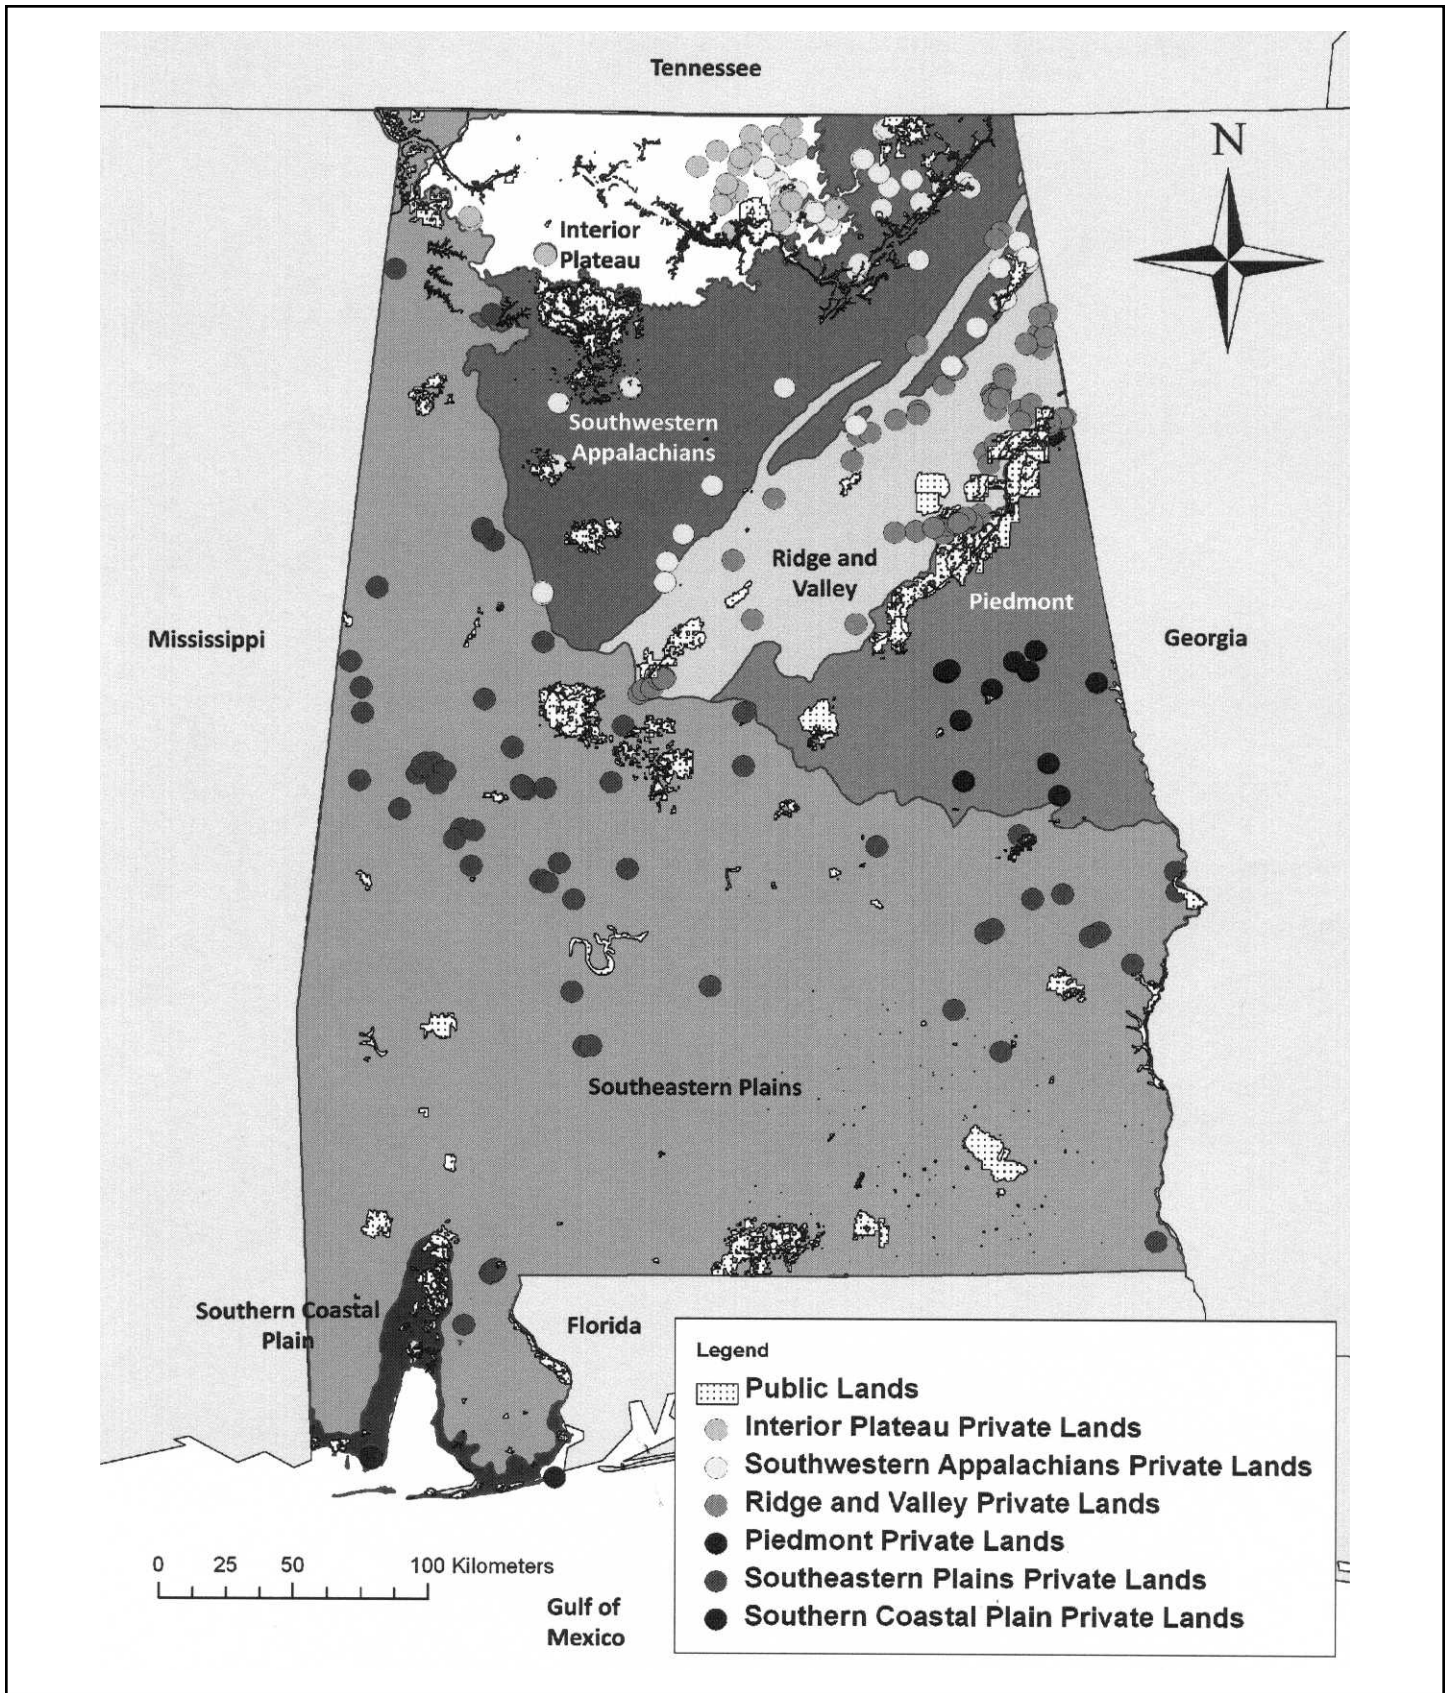 Tennessee
N
Interior
Plateau
Southwestern
Appalachians
Ridge and
Valley
Piedmont
Mississippi
Georgia
Southeastern Plains
Southern Coastal
Plain
Florida
Legend
Public Lands
Interior Plateau Private Lands
Southwestern Appalachians Private Lands
Ridge and Valley Private Lands
Piedmont Private Lands
Southeastern Plains Private Lands
Southern Coastal Plain Private Lands
0 25 50 100 Kilometers
Gulf of
Mexico